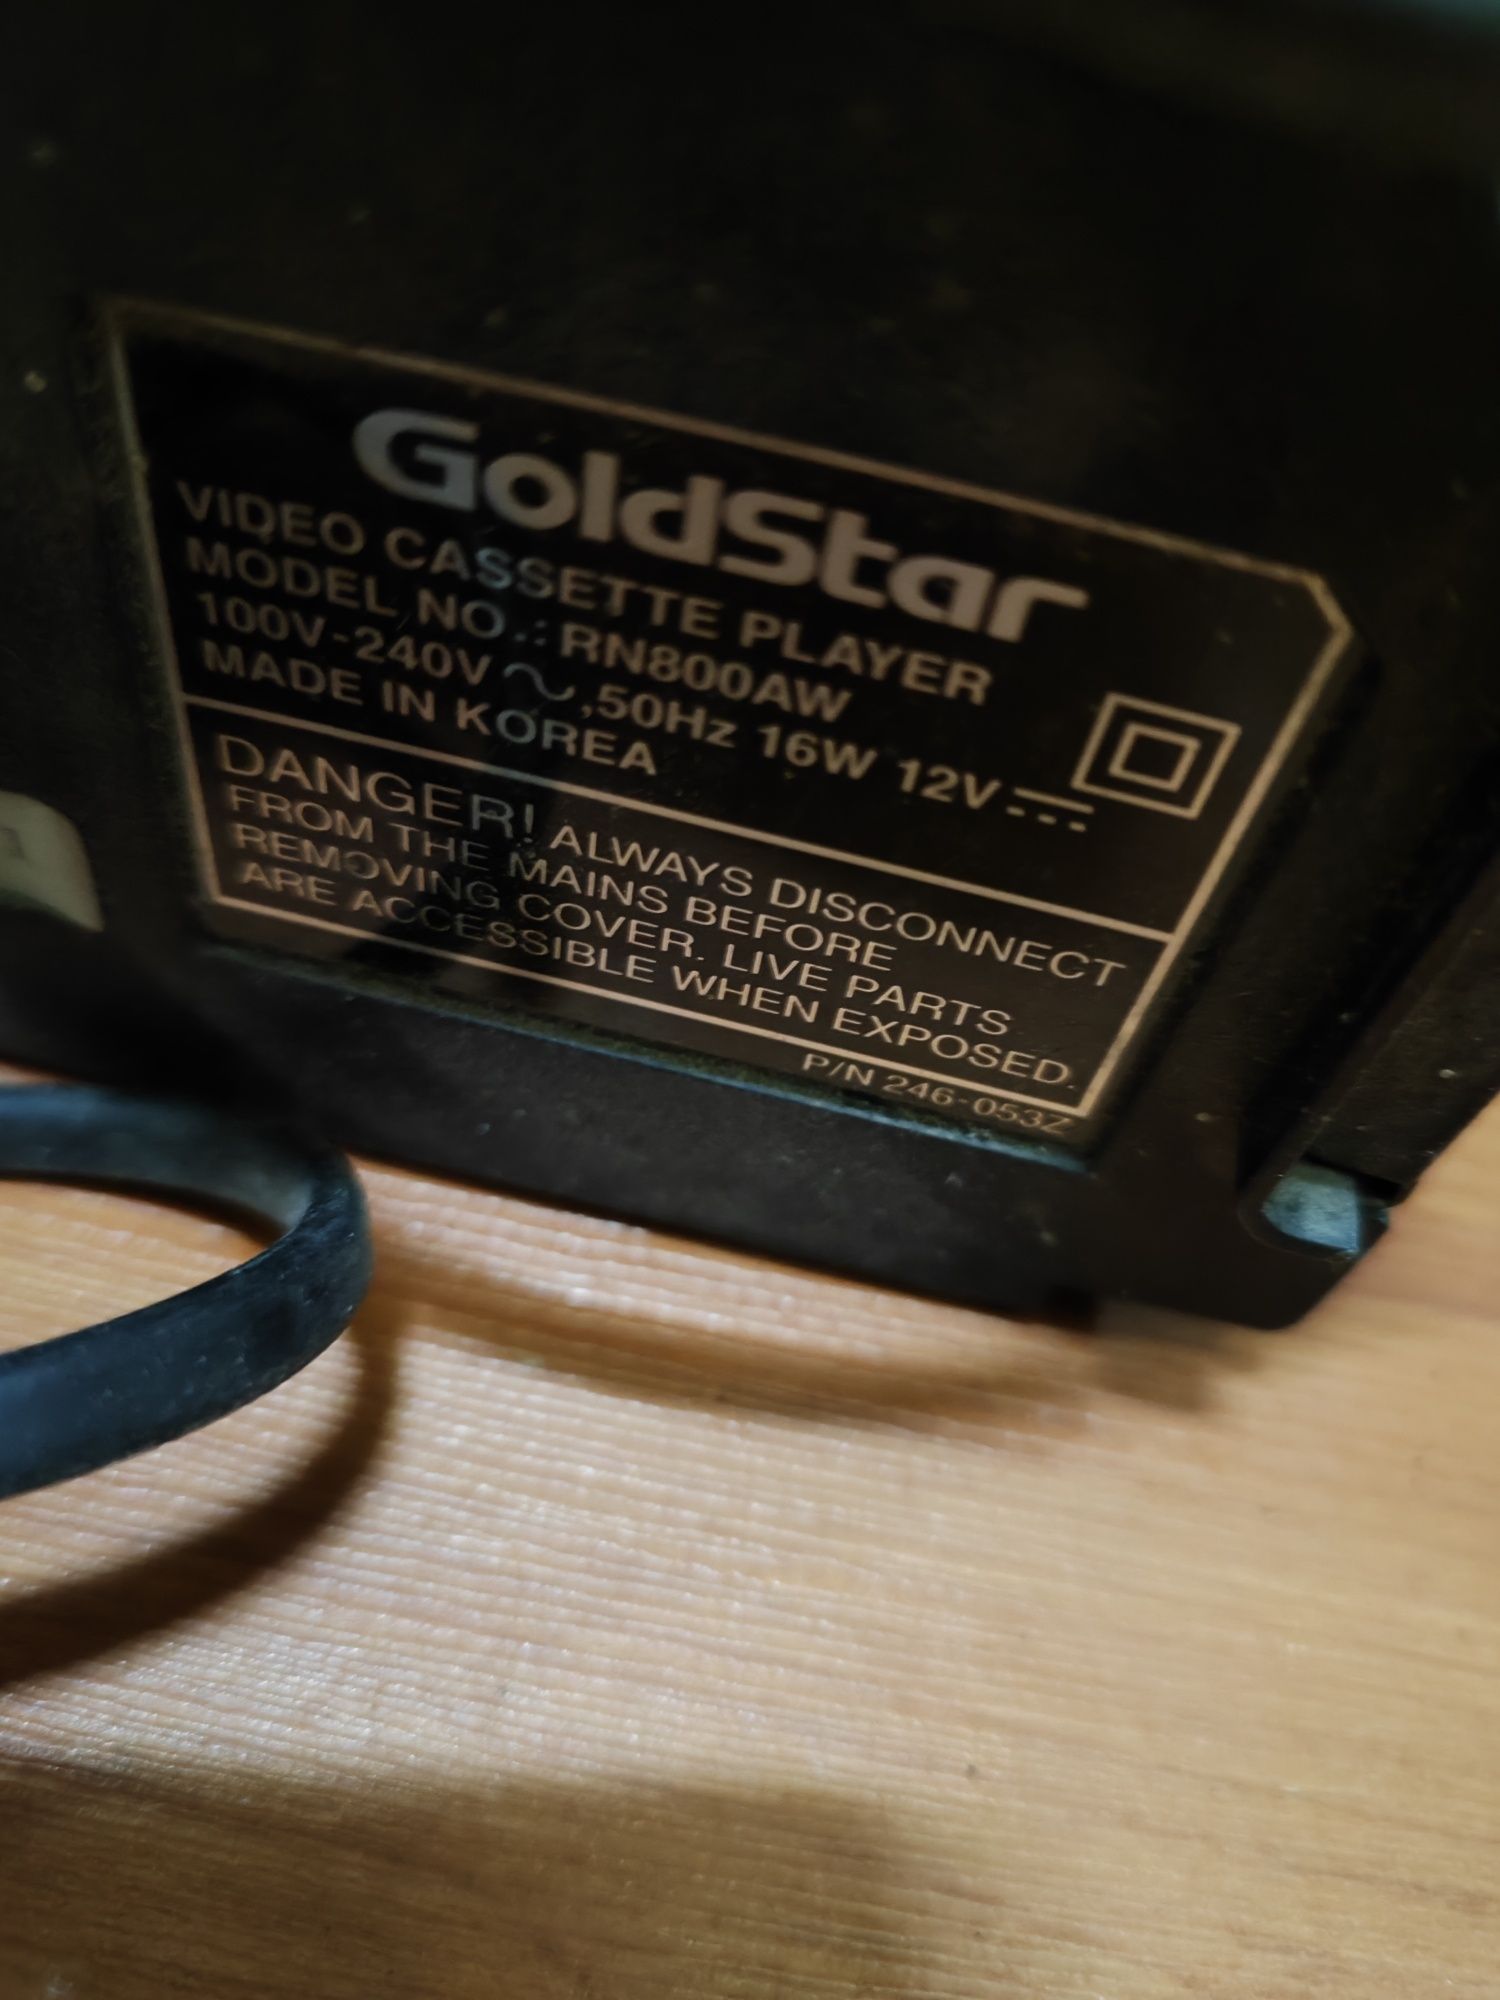 GoldStar
VIDEO CASSETTE PLAYER
MODEL NO.: RN800AW
100V-240V ~,50Hz 16W 12V ⎓
MADE IN KOREA
DANGER! ALWAYS DISCONNECT
FROM THE MAINS BEFORE
REMOVING COVER. LIVE PARTS
ARE ACCESSIBLE WHEN EXPOSED.
P/N 246-053Z